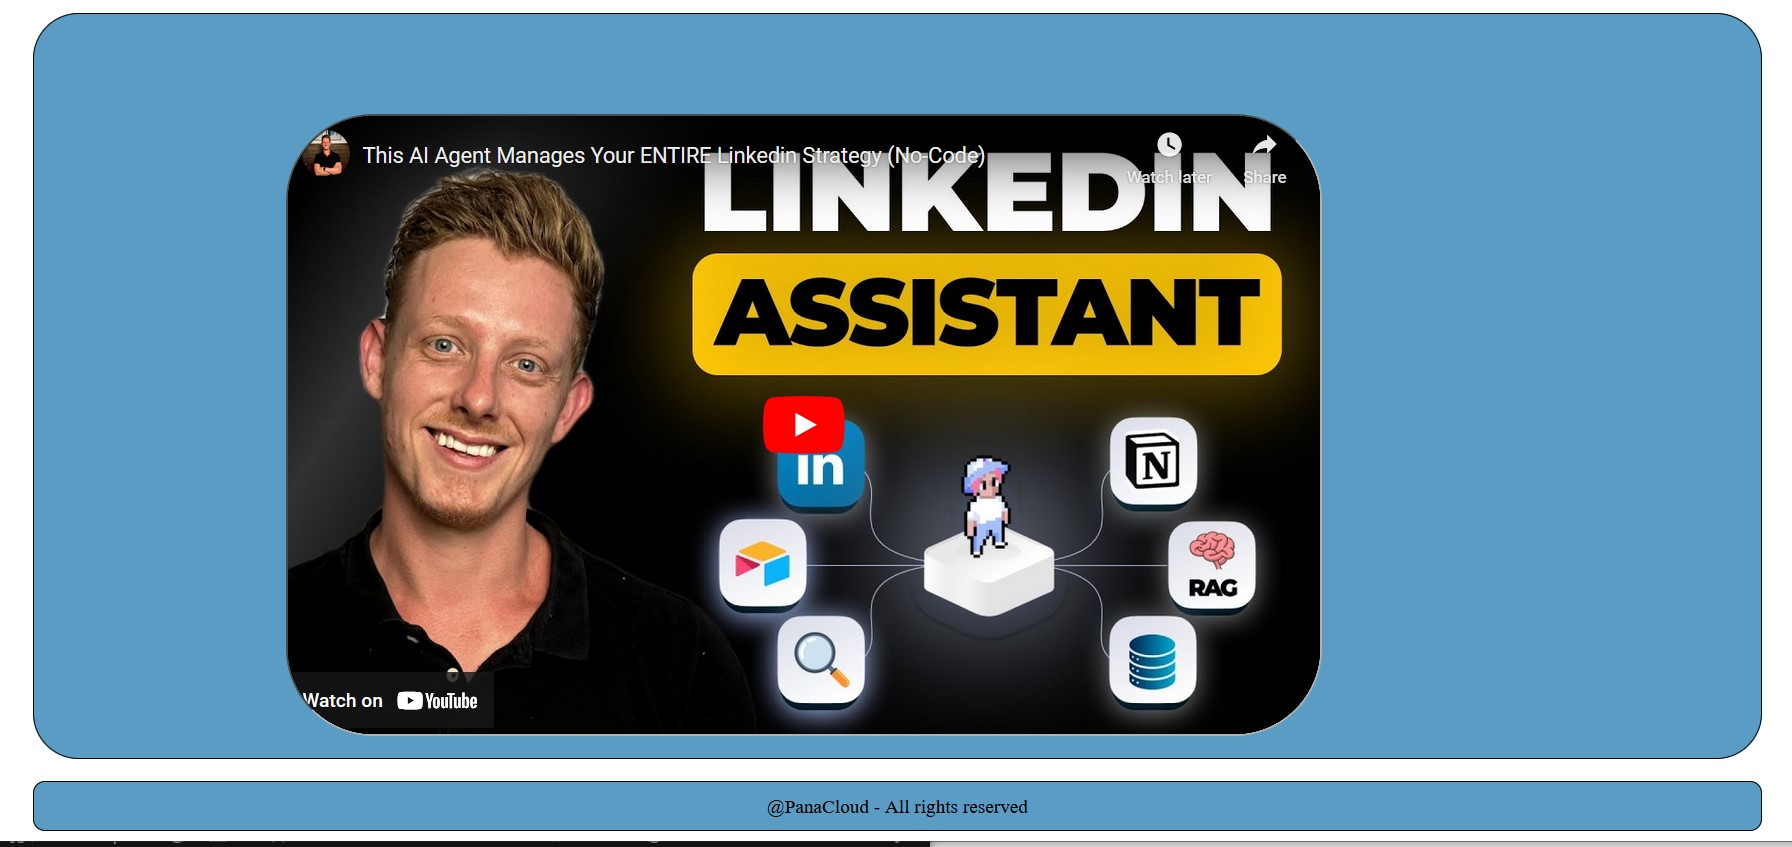 This AI Agent Manages Your ENTIRE Linkedin Strategy (No-Code)
Watch later
Share
LINKEDIN
ASSISTANT
in
N
RAG
Watch on YouTube
@PanaCloud - All rights reserved